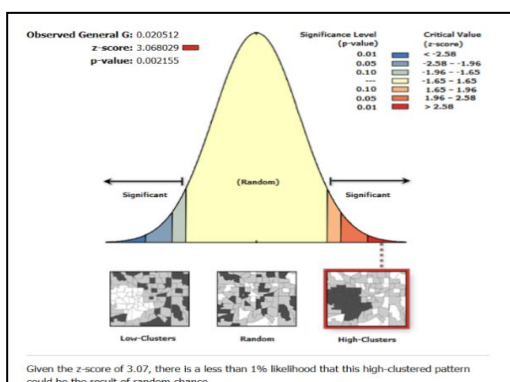 Observed General G: 0.020512
z-score: 3.068029
p-value: 0.002155
Significance Level (p-value) Critical Value (z-score)
0.01 < -2.58
0.05 -2.58 – -1.96
0.10 -1.96 – -1.65
--- -1.65 – 1.65
0.10 1.65 – 1.96
0.05 1.96 – 2.58
0.01 > 2.58
Significant (Random) Significant
Low-Clusters Random High-Clusters
Given the z-score of 3.07, there is a less than 1% likelihood that this high-clustered pattern
could be the result of random chance.